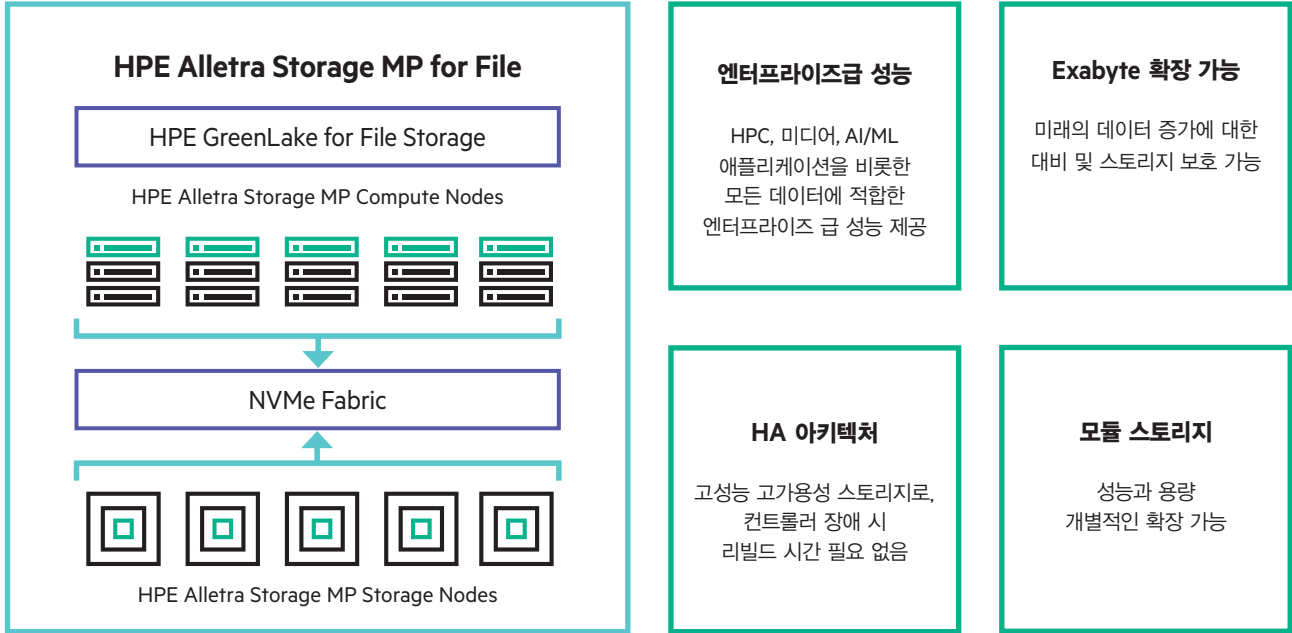 HPE Alletra Storage MP for File
HPE GreenLake for File Storage
HPE Alletra Storage MP Compute Nodes
NVMe Fabric
HPE Alletra Storage MP Storage Nodes
엔터프라이즈급 성능
HPC, 미디어, AI/ML
애플리케이션을 비롯한
모든 데이터에 적합한
엔터프라이즈 급 성능 제공
Exabyte 확장 가능
미래의 데이터 증가에 대한
대비 및 스토리지 보호 가능
HA 아키텍처
고성능 고가용성 스토리지로,
컨트롤러 장애 시
리빌드 시간 필요 없음
모듈 스토리지
성능과 용량
개별적인 확장 가능